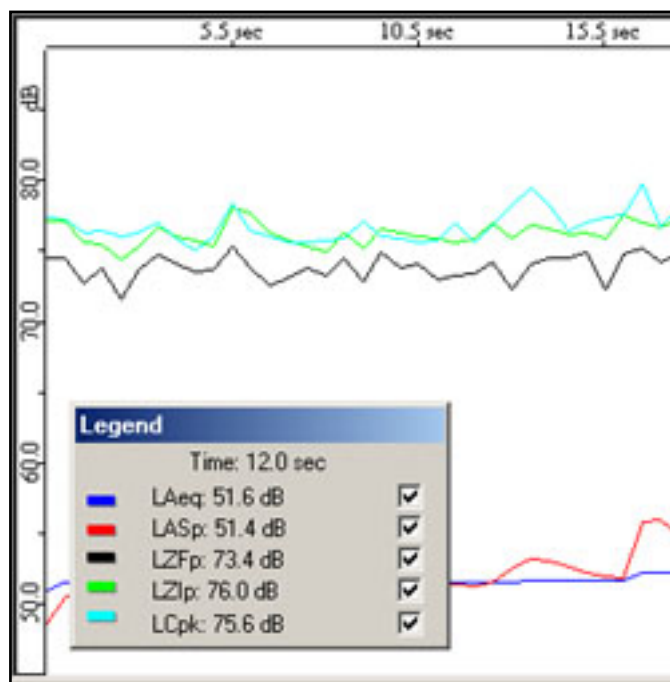 5.5 sec 10.5 sec 15.5 sec
dB
80.0
70.0
60.0
50.0
Legend
Time: 12.0 sec
LAeq: 51.6 dB
LASp: 51.4 dB
LZFp: 73.4 dB
LZIp: 76.0 dB
LCpk: 75.6 dB